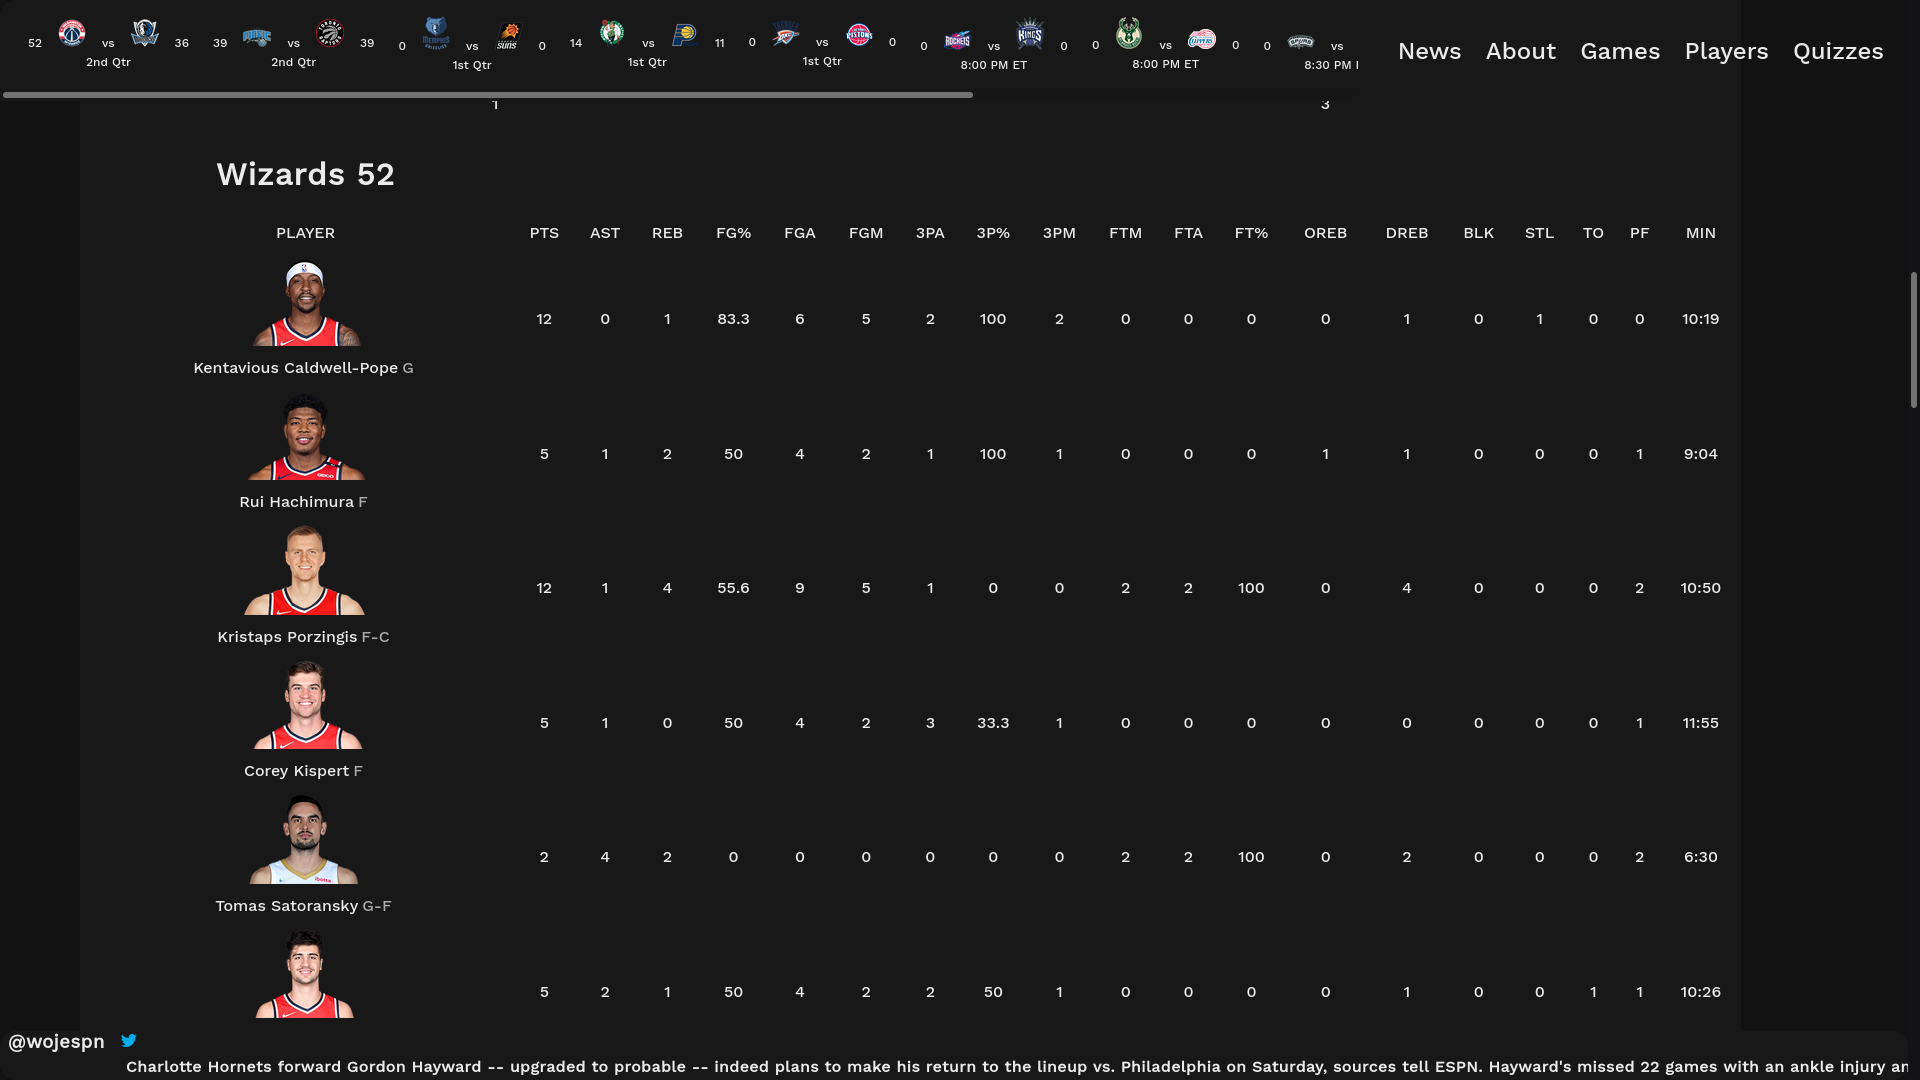 52 vs 36 39 vs 39 0 vs 0 14 vs 11 0 vs 0 0 vs 0 0 vs 0 0 vs
2nd Qtr 2nd Qtr 1st Qtr 1st Qtr 1st Qtr 8:00 PM ET 8:00 PM ET 8:30 PM
News About Games Players Quizzes
1 3
Wizards 52
PLAYER PTS AST REB FG% FGA FGM 3PA 3P% 3PM FTM FTA FT% OREB DREB BLK STL TO PF MIN
12 0 1 83.3 6 5 2 100 2 0 0 0 0 1 0 1 0 0 10:19
Kentavious Caldwell-Pope G
5 1 2 50 4 2 1 100 1 0 0 0 1 1 0 0 0 1 9:04
Rui Hachimura F
12 1 4 55.6 9 5 1 0 0 2 2 100 0 4 0 0 0 2 10:50
Kristaps Porzingis F-C
5 1 0 50 4 2 3 33.3 1 0 0 0 0 0 0 0 0 1 11:55
Corey Kispert F
2 4 2 0 0 0 0 0 0 2 2 100 0 2 0 0 0 2 6:30
Tomas Satoransky G-F
5 2 1 50 4 2 2 50 1 0 0 0 0 1 0 0 1 1 10:26
@wojespn
Charlotte Hornets forward Gordon Hayward -- upgraded to probable -- indeed plans to make his return to the lineup vs. Philadelphia on Saturday, sources tell ESPN. Hayward's missed 22 games with an ankle injury an